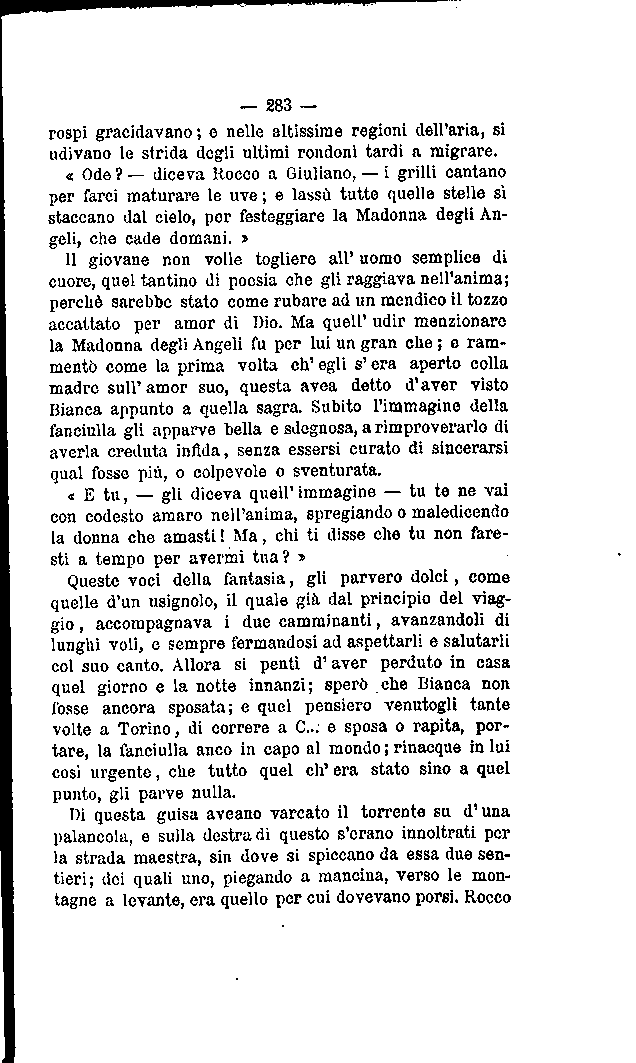 — 283 —
rospi gracidavano; e nelle altissime regioni dell'aria, si
udivano le strida degli ultimi rondoni tardi a migrare.
« Ode? — diceva Rocco a Giuliano, — i grilli cantano
per farci maturare le uve; e lassù tutte quelle stelle si
staccano dal cielo, per festeggiare la Madonna degli An-
geli, che cade domani. »
Il giovane non volle togliere all' uomo semplice di
cuore, quel tantino di poesia che gli raggiava nell'anima;
perchè sarebbe stato come rubare ad un mendico il tozzo
accattato per amor di Dio. Ma quell' udir menzionare
la Madonna degli Angeli fu per lui un gran che; e ram-
mentò come la prima volta ch' egli s' era aperto colla
madre sull' amor suo, questa avea detto d'aver visto
Bianca appunto a quella sagra. Subito l'immagine della
fanciulla gli apparve bella e sdegnosa, a rimproverarlo di
averla creduta infida, senza essersi curato di sincerarsi
qual fosse più, o colpevole o sventurata.
« E tu, — gli diceva quell' immagine — tu te ne vai
con codesto amaro nell'anima, spregiando o maledicendo
la donna che amasti! Ma, chi ti disse che tu non fare-
sti a tempo per avermi tua? »
Queste voci della fantasia, gli parvero dolci, come
quelle d'un usignolo, il quale già dal principio del viag-
gio, accompagnava i due camminanti, avanzandoli di
lunghi voli, e sempre fermandosi ad aspettarli e salutarli
col suo canto. Allora si pentì d' aver perduto in casa
quel giorno e la notte innanzi; sperò che Bianca non
fosse ancora sposata; e quel pensiero venutogli tante
volte a Torino, di correre a C..: e sposa o rapita, por-
tare, la fanciulla anco in capo al mondo; rinacque in lui
così urgente, che tutto quel ch' era stato sino a quel
punto, gli parve nulla.
Di questa guisa aveano varcato il torrente su d' una
palancola, e sulla destra di questo s'erano innoltrati per
la strada maestra, sin dove si spiccano da essa due sen-
tieri; dei quali uno, piegando a mancina, verso le mon-
tagne a levante, era quello per cui dovevano porsi. Rocco